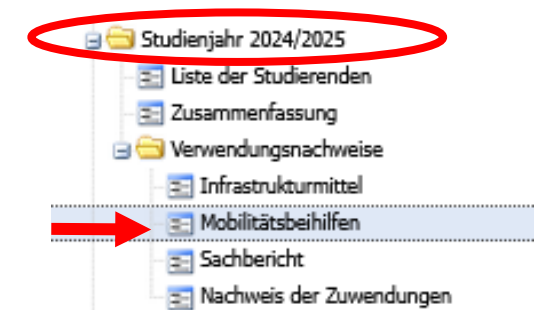 Studienjahr 2024/2025
Liste der Studierenden
Zusammenfassung
Verwendungsnachweise
Infrastrukturmittel
Mobilitätsbeihilfen
Sachbericht
Nachweis der Zuwendungen